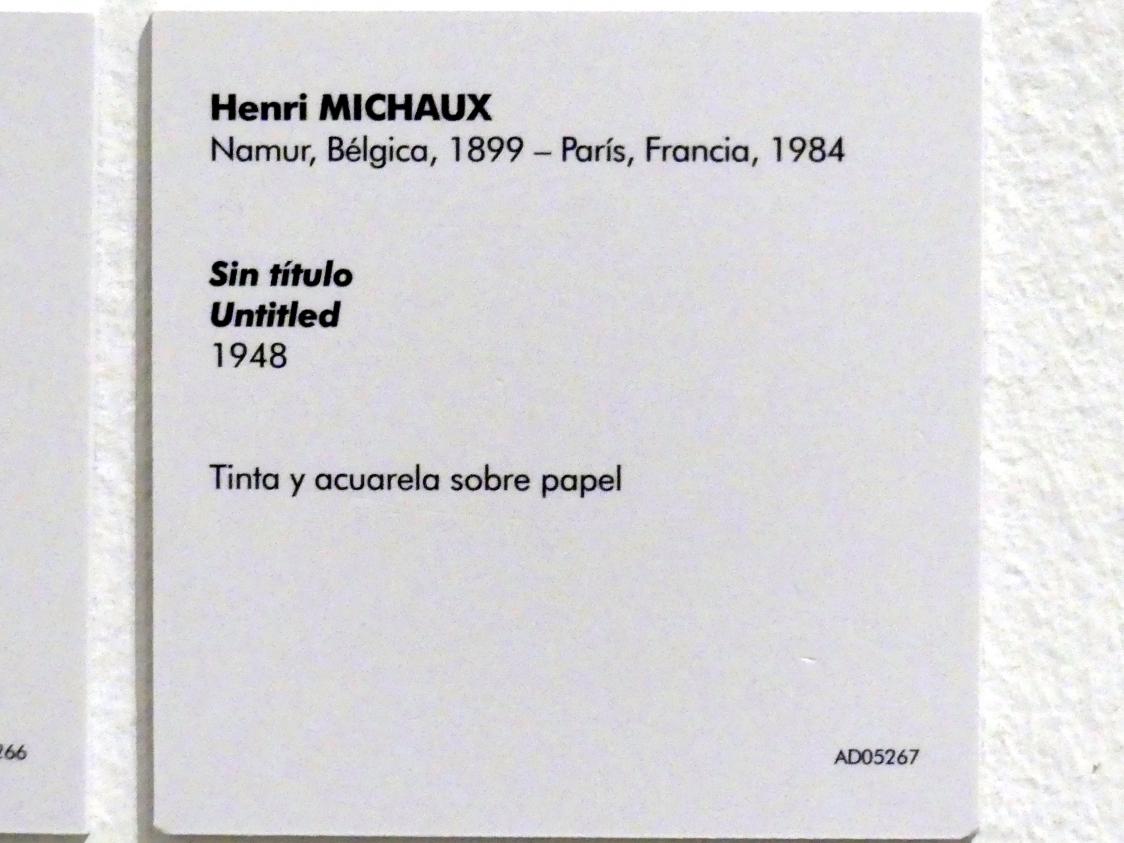 Henri MICHAUX
Namur, Bélgica, 1899 – París, Francia, 1984
Sin título
Untitled
1948
Tinta y acuarela sobre papel
AD05267
266